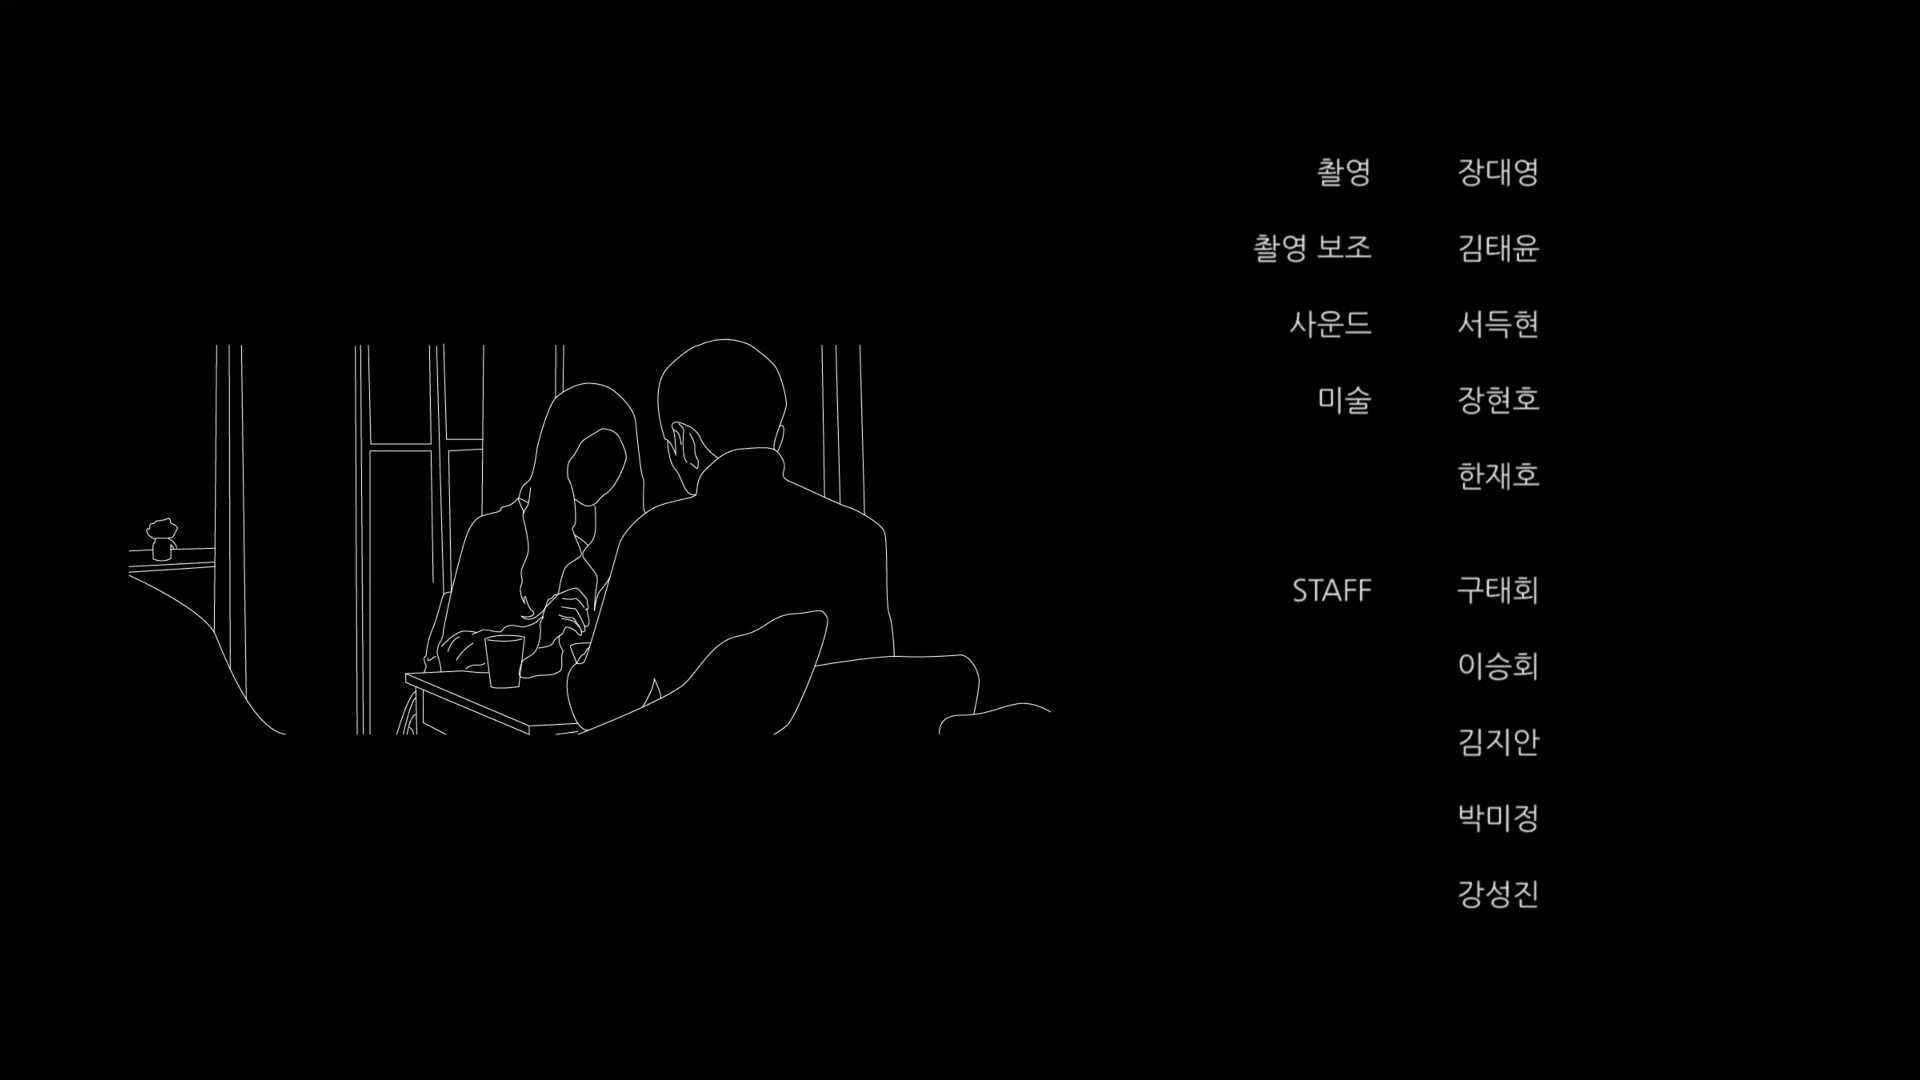 촬영 장대영
촬영 보조 김태윤
사운드 서득현
미술 장현호
한재호
STAFF 구태회
이승회
김지안
박미정
강성진